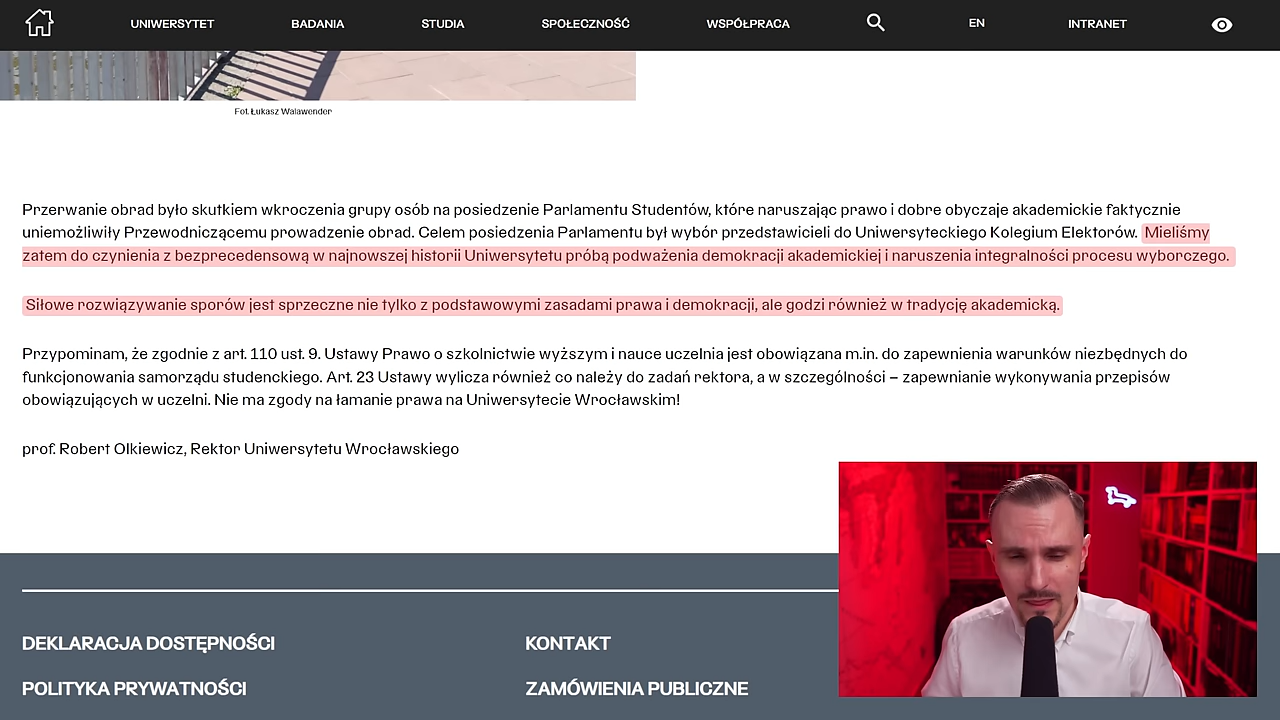 UNIWERSYTET BADANIA STUDIA SPOŁECZNOŚĆ WSPÓŁPRACA EN INTRANET
Fot. Łukasz Walawender
Przerwanie obrad było skutkiem wkroczenia grupy osób na posiedzenie Parlamentu Studentów, które naruszając prawo i dobre obyczaje akademickie faktycznie
uniemożliwiły Przewodniczącemu prowadzenie obrad. Celem posiedzenia Parlamentu był wybór przedstawicieli do Uniwersyteckiego Kolegium Elektorów. Mieliśmy
zatem do czynienia z bezprecedensową w najnowszej historii Uniwersytetu próbą podważenia demokracji akademickiej i naruszenia integralności procesu wyborczego.
Siłowe rozwiązywanie sporów jest sprzeczne nie tylko z podstawowymi zasadami prawa i demokracji, ale godzi również w tradycję akademicką.
Przypominam, że zgodnie z art. 110 ust. 9. Ustawy Prawo o szkolnictwie wyższym i nauce uczelnia jest obowiązana m.in. do zapewnienia warunków niezbędnych do
funkcjonowania samorządu studenckiego. Art. 23 Ustawy wylicza również co należy do zadań rektora, a w szczególności – zapewnianie wykonywania przepisów
obowiązujących w uczelni. Nie ma zgody na łamanie prawa na Uniwersytecie Wrocławskim!
prof. Robert Olkiewicz, Rektor Uniwersytetu Wrocławskiego
DEKLARACJA DOSTĘPNOŚCI KONTAKT
POLITYKA PRYWATNOŚCI ZAMÓWIENIA PUBLICZNE